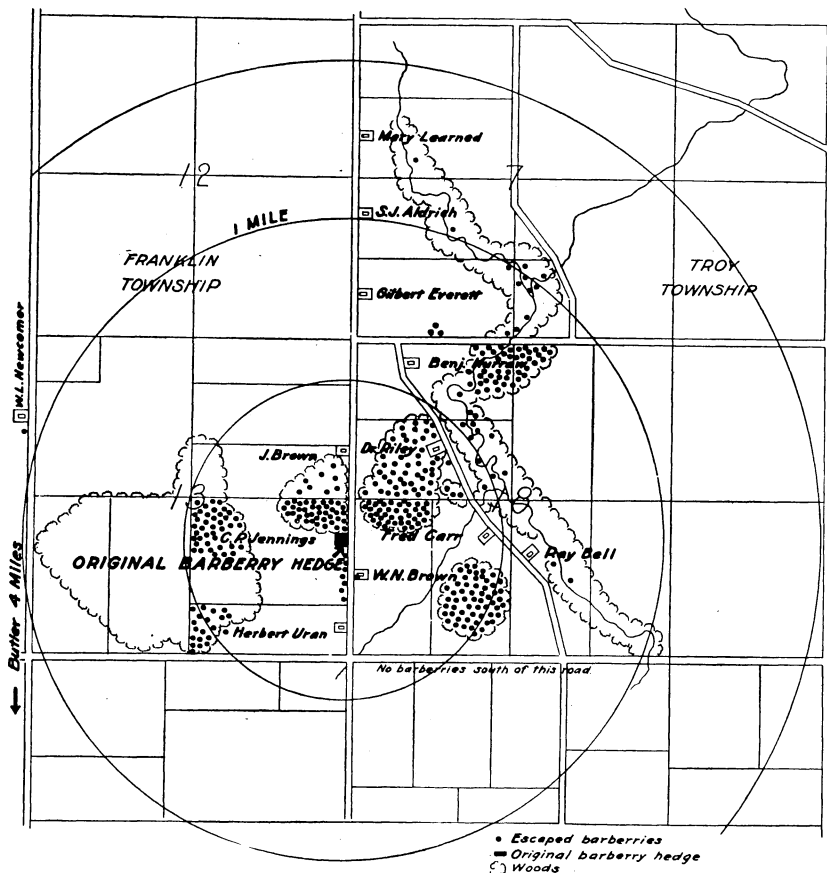 Mary Learned
12
7
S.J. Aldrich
1 MILE
FRANKLIN
TOWNSHIP
TROY
TOWNSHIP
Gilbert Everett
W.L. Newcomer
Benj. Murray
J. Brown
Dr. Riley
1
C.P. Jennings
Fred Carr
ORIGINAL BARBERRY HEDGE
Ray Bell
W.N. Brown
Herbert Uran
← Butler 4 Miles
No barberries south of this road.
Escaped barberries
Original barberry hedge
Woods